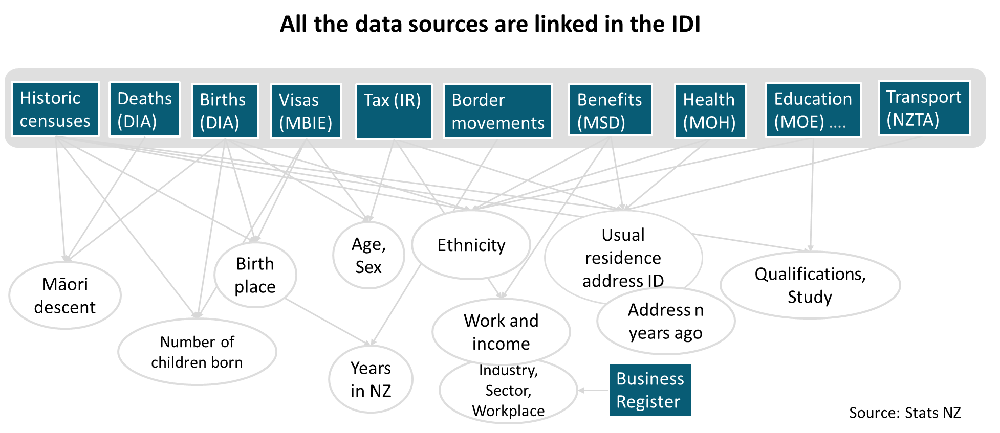 All the data sources are linked in the IDI
Historic
censuses
Deaths
(DIA)
Births
(DIA)
Visas
(MBIE)
Tax (IR)
Border
movements
Benefits
(MSD)
Health
(MOH)
Education
(MOE) ....
Transport
(NZTA)
Māori
descent
Number of
children born
Birth
place
Age,
Sex
Years
in NZ
Ethnicity
Work and
income
Industry,
Sector,
Workplace
Usual
residence
address ID
Address n
years ago
Qualifications,
Study
Business
Register
Source: Stats NZ